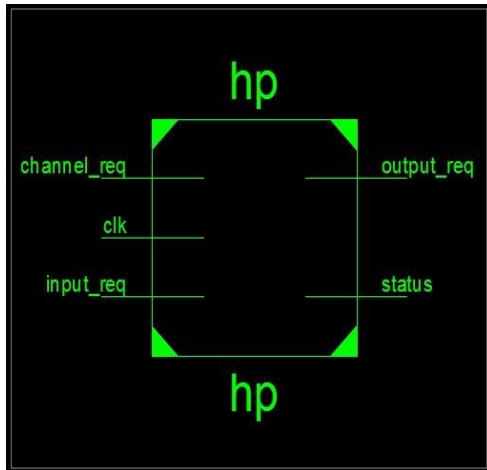 hp
channel_req
output_req
clk
input_req
status
hp